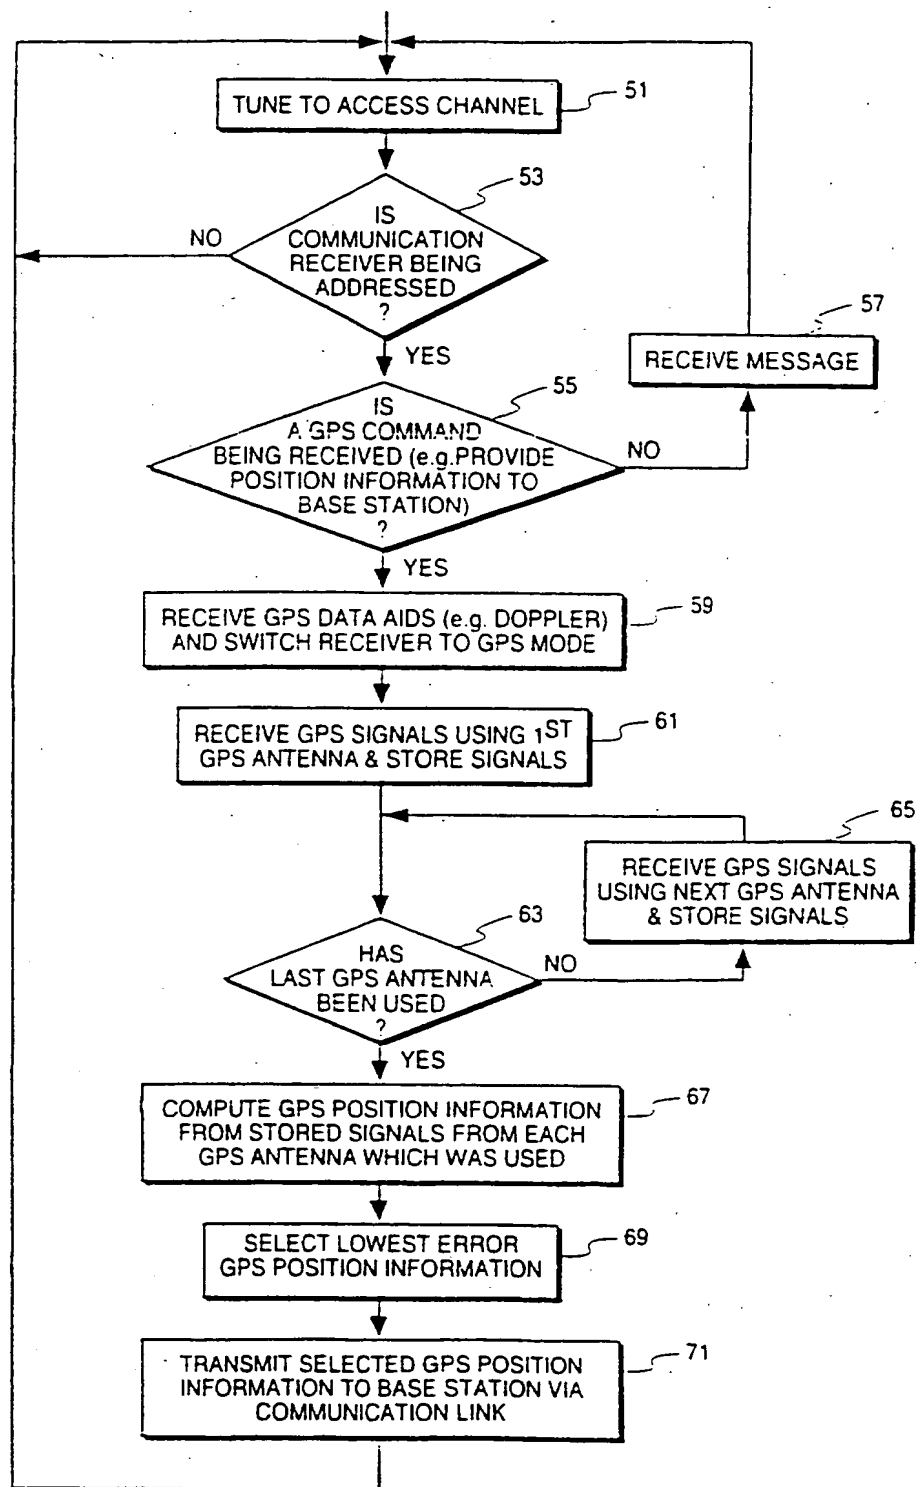 TUNE TO ACCESS CHANNEL
51
53
IS
COMMUNICATION
RECEIVER BEING
ADDRESSED
?
NO
YES
57
RECEIVE MESSAGE
55
IS
A GPS COMMAND
BEING RECEIVED (e.g.PROVIDE
POSITION INFORMATION TO
BASE STATION)
?
NO
YES
RECEIVE GPS DATA AIDS (e.g. DOPPLER)
AND SWITCH RECEIVER TO GPS MODE
59
RECEIVE GPS SIGNALS USING 1ST
GPS ANTENNA & STORE SIGNALS
61
65
RECEIVE GPS SIGNALS
USING NEXT GPS ANTENNA
& STORE SIGNALS
63
HAS
LAST GPS ANTENNA
BEEN USED
?
NO
YES
COMPUTE GPS POSITION INFORMATION
FROM STORED SIGNALS FROM EACH
GPS ANTENNA WHICH WAS USED
67
SELECT LOWEST ERROR
GPS POSITION INFORMATION
69
TRANSMIT SELECTED GPS POSITION
INFORMATION TO BASE STATION VIA
COMMUNICATION LINK
71